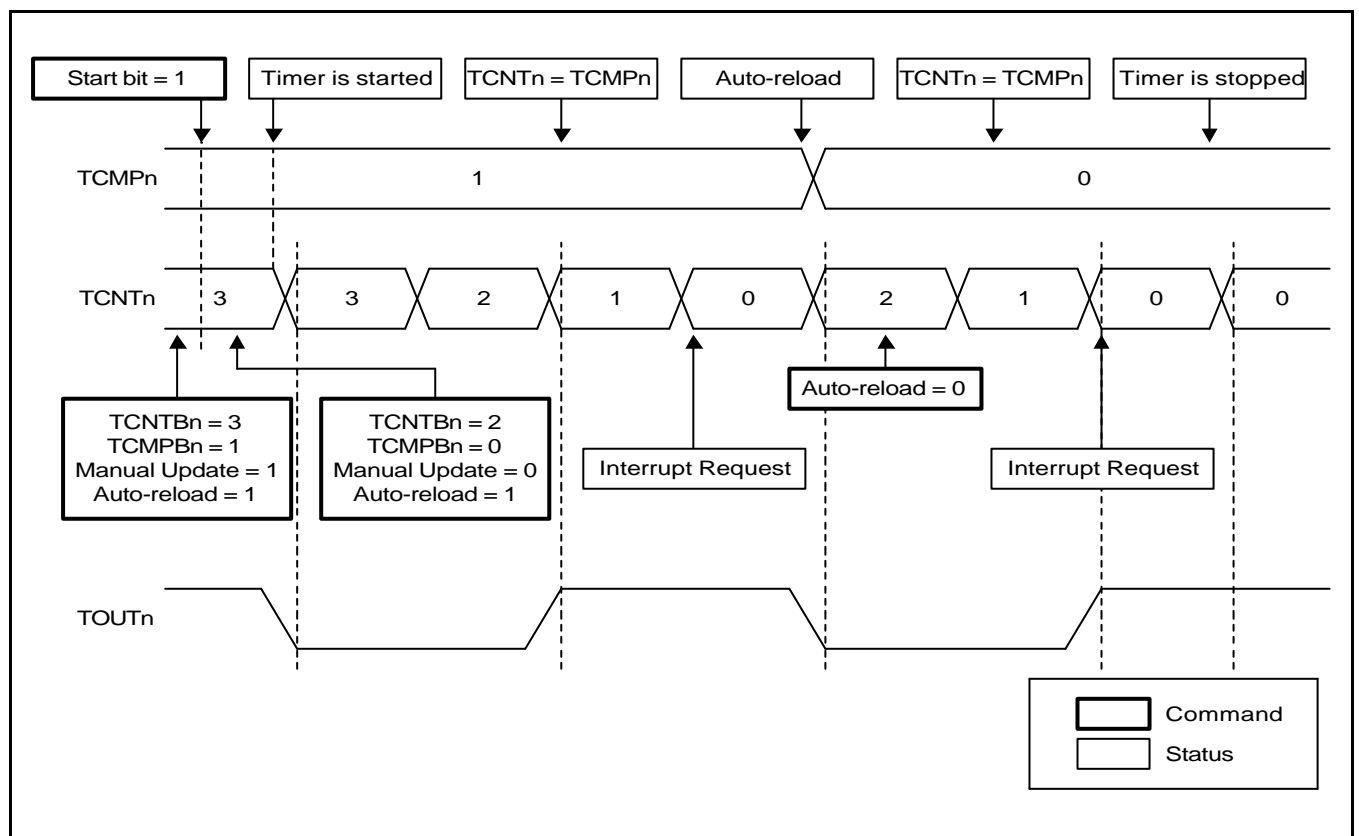 Start bit = 1
Timer is started
TCNTn = TCMPn
Auto-reload
TCNTn = TCMPn
Timer is stopped
TCMPn
1
0
TCNTn
3
3
2
1
0
2
1
0
0
TCNTBn = 3
TCMPBn = 1
Manual Update = 1
Auto-reload = 1
TCNTBn = 2
TCMPBn = 0
Manual Update = 0
Auto-reload = 1
Interrupt Request
Auto-reload = 0
Interrupt Request
TOUTn
Command
Status